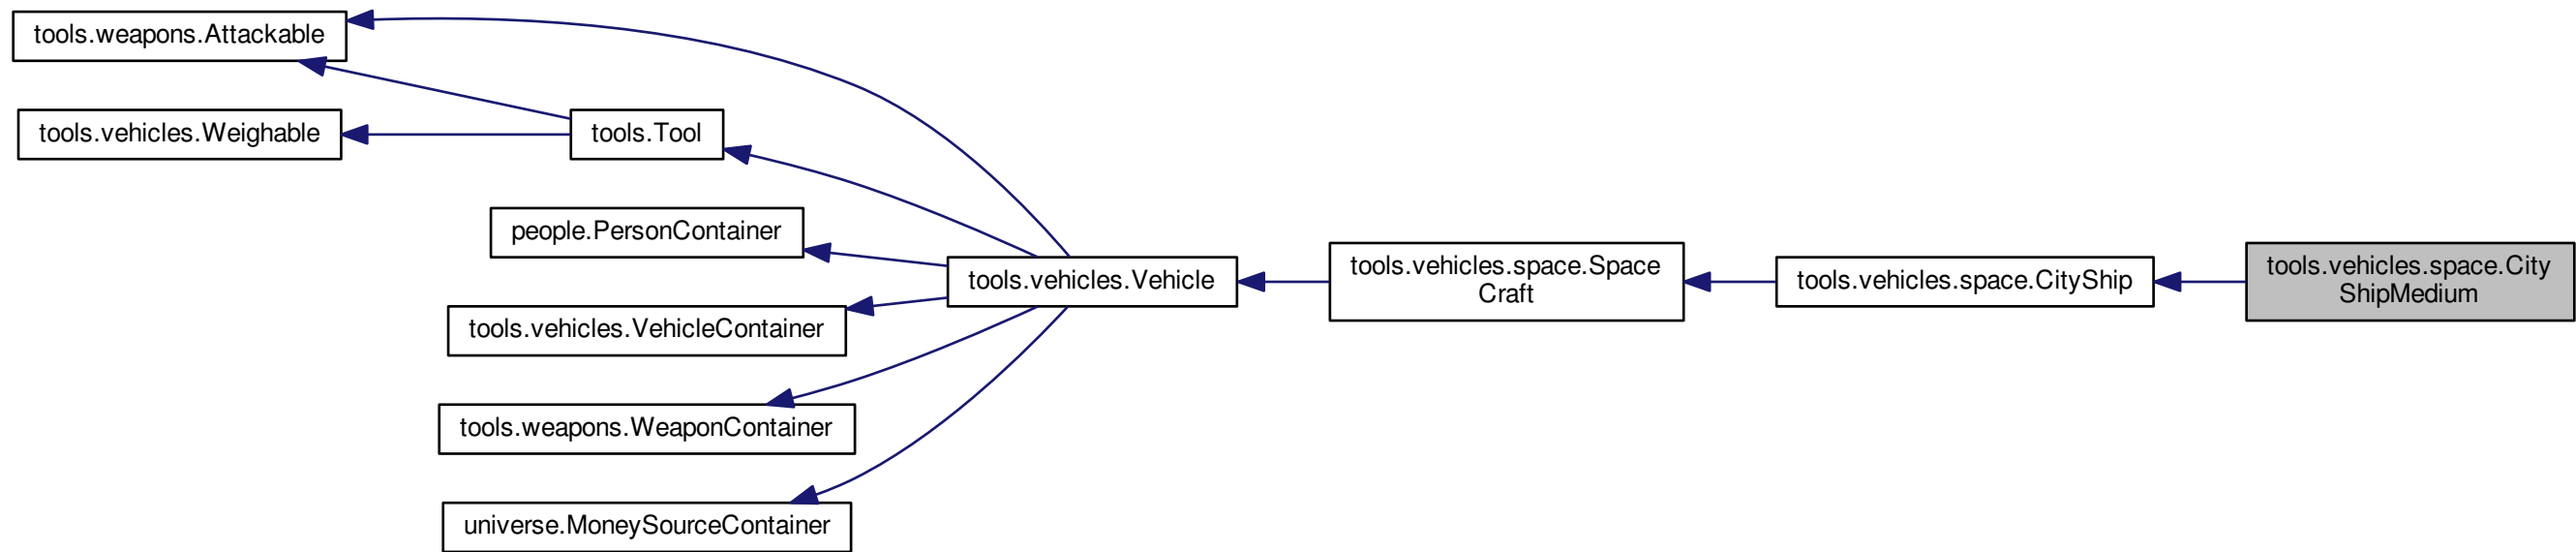 tools.weapons.Attackable
tools.vehicles.Weighable
tools.Tool
people.PersonContainer
tools.vehicles.VehicleContainer
tools.weapons.WeaponContainer
universe.MoneySourceContainer
tools.vehicles.Vehicle
tools.vehicles.space.Space
Craft
tools.vehicles.space.CityShip
tools.vehicles.space.City
ShipMedium